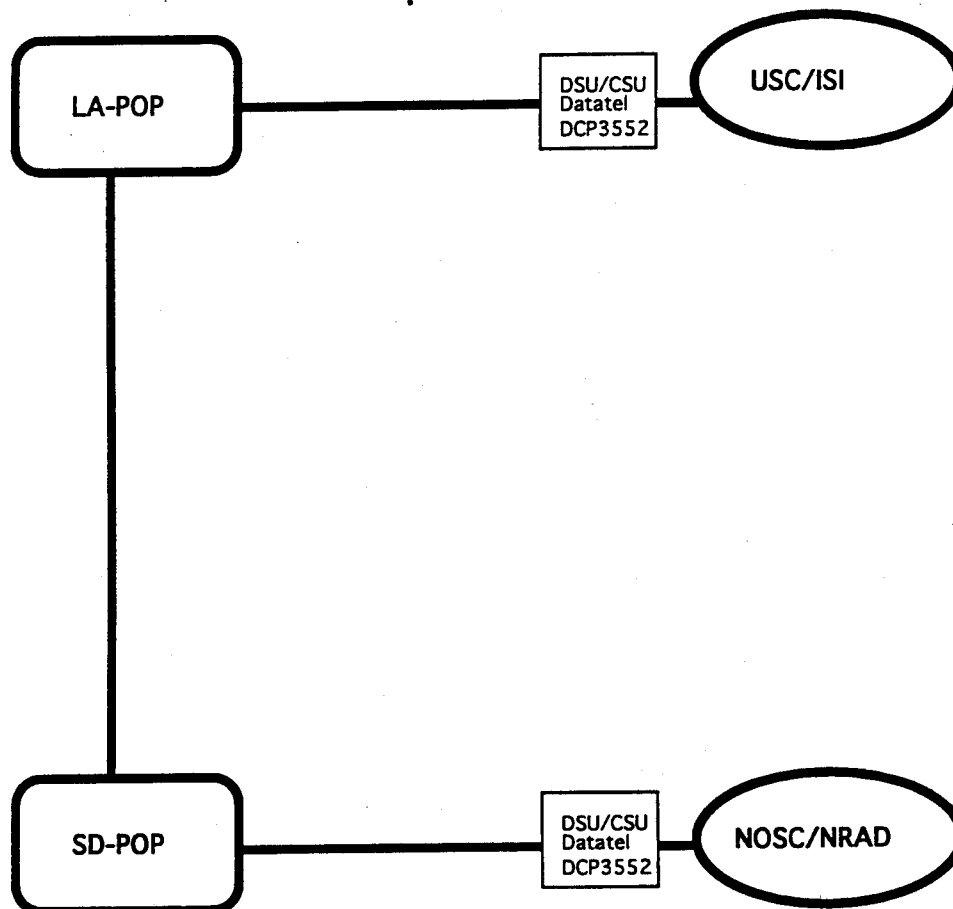 LA-POP
DSU/CSU
Datatel
DCP3552
USC/ISI
SD-POP
DSU/CSU
Datatel
DCP3552
NOSC/NRAD